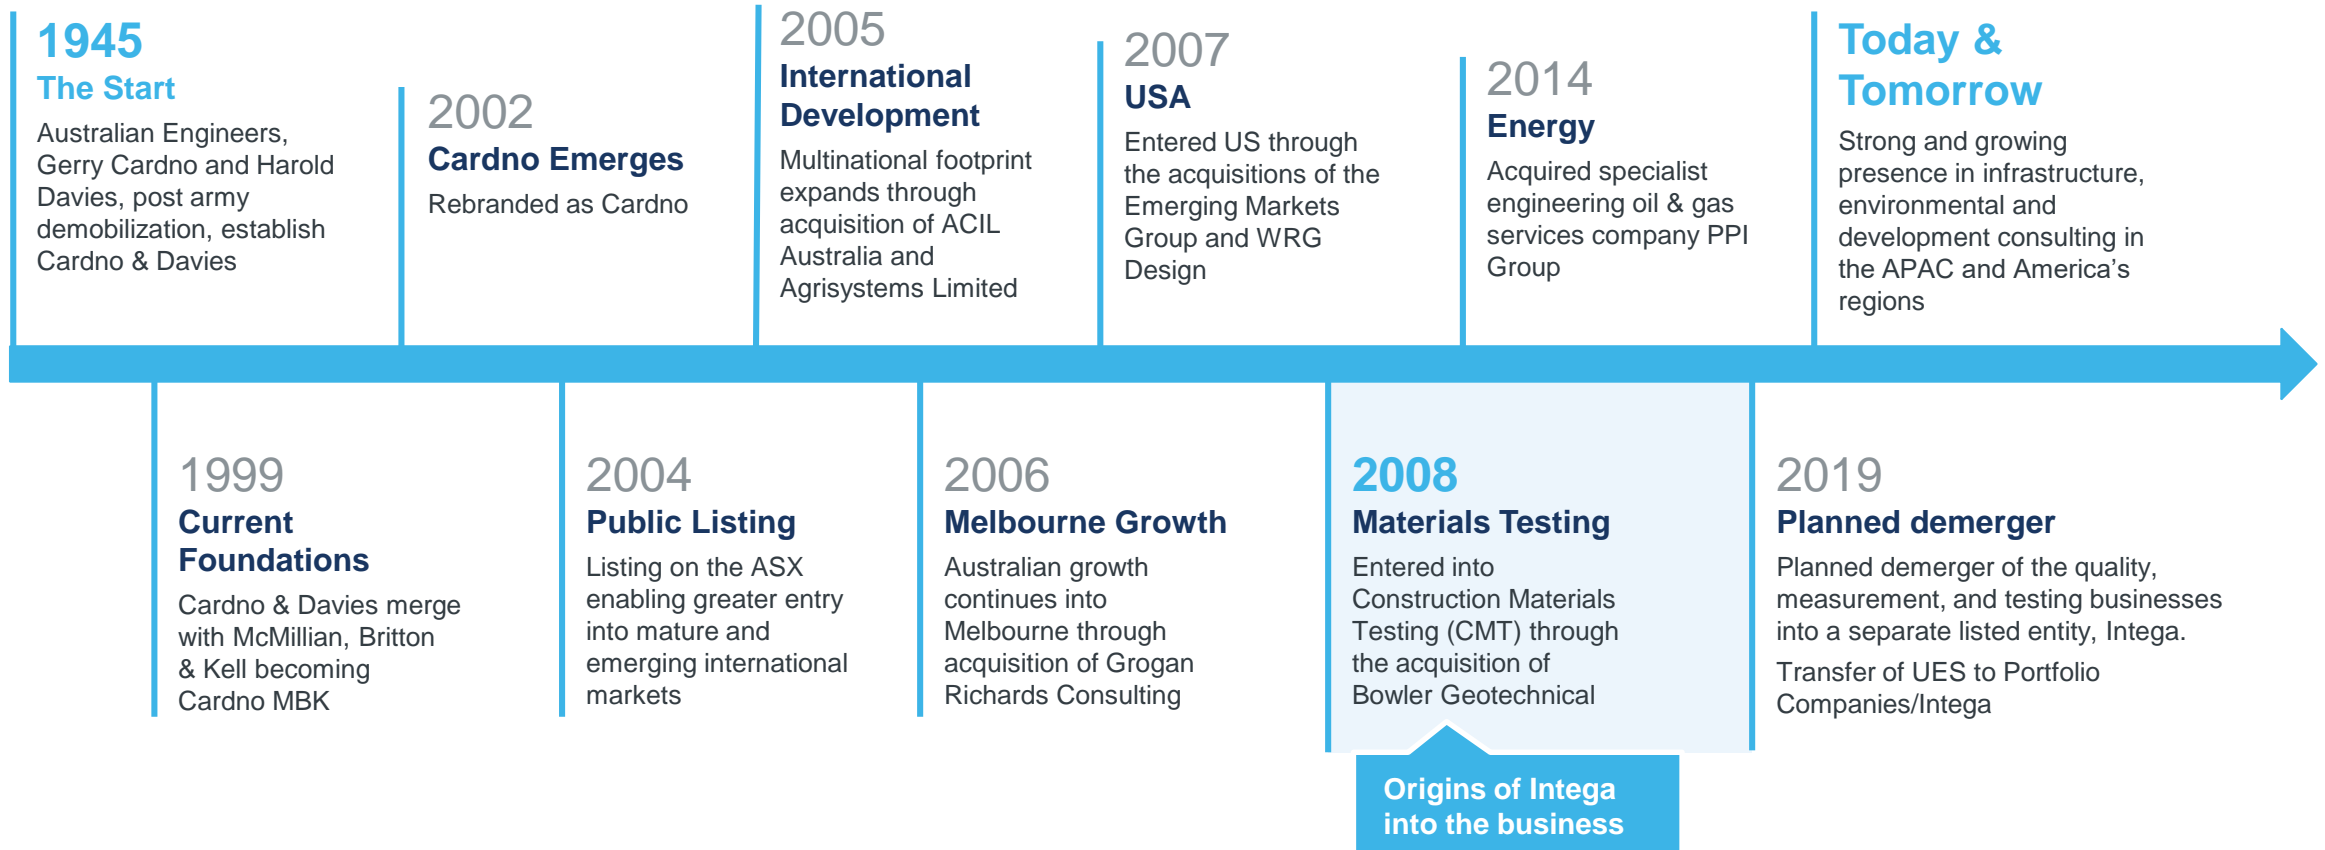 1945
The Start
Australian Engineers,
Gerry Cardno and Harold
Davies, post army
demobilization, establish
Cardno & Davies
2002
Cardno Emerges
Rebranded as Cardno
2005
International
Development
Multinational footprint
expands through
acquisition of ACIL
Australia and
Agrisystems Limited
2007
USA
Entered US through
the acquisitions of the
Emerging Markets
Group and WRG
Design
2014
Energy
Acquired specialist
engineering oil & gas
services company PPI
Group
Today &
Tomorrow
Strong and growing
presence in infrastructure,
environmental and
development consulting in
the APAC and America's
regions
1999
Current
Foundations
Cardno & Davies merge
with McMillian, Britton
& Kell becoming
Cardno MBK
2004
Public Listing
Listing on the ASX
enabling greater entry
into mature and
emerging international
markets
2006
Melbourne Growth
Australian growth
continues into
Melbourne through
acquisition of Grogan
Richards Consulting
2008
Materials Testing
Entered into
Construction Materials
Testing (CMT) through
the acquisition of
Bowler Geotechnical
Origins of Intega
into the business
2019
Planned demerger
Planned demerger of the quality,
measurement, and testing businesses
into a separate listed entity, Intega.
Transfer of UES to Portfolio
Companies/Intega